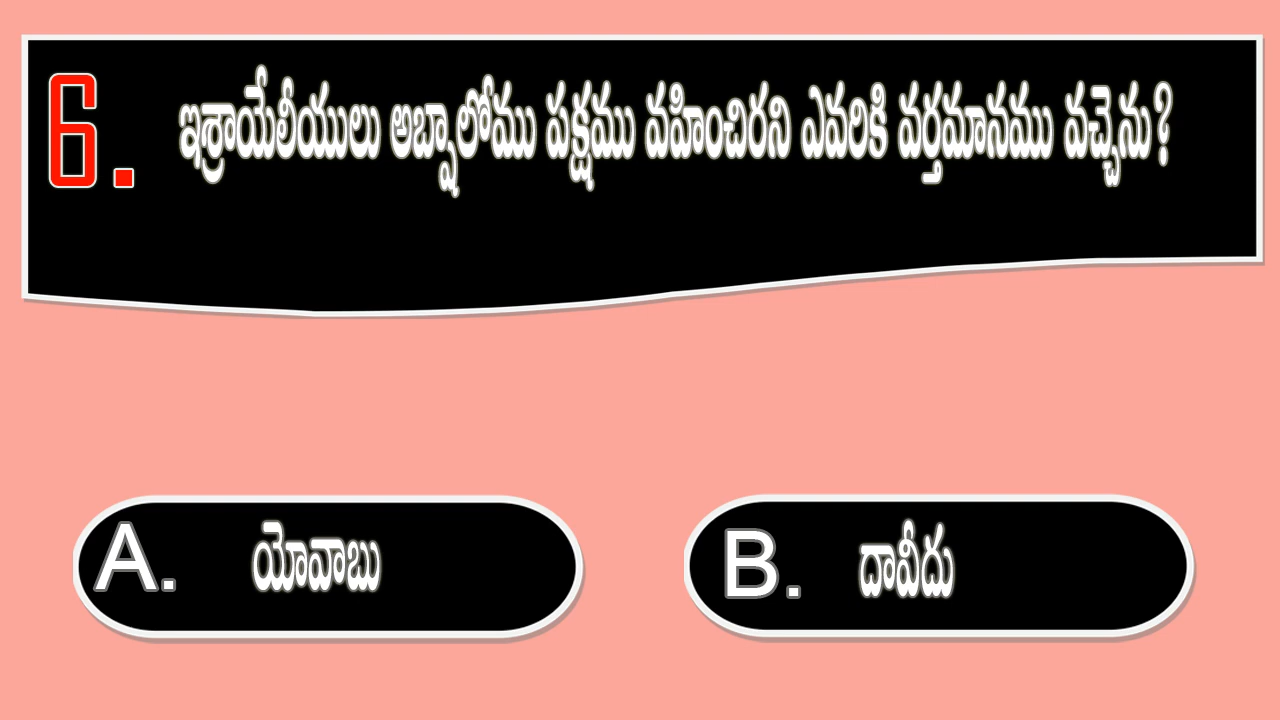 6. ఇశ్రాయేలీయులు అబ్షాలోము పక్షము వహించిరని ఎవరికి వర్తమానము వచ్చెను?
A. యోవాబు
B. దావీదు